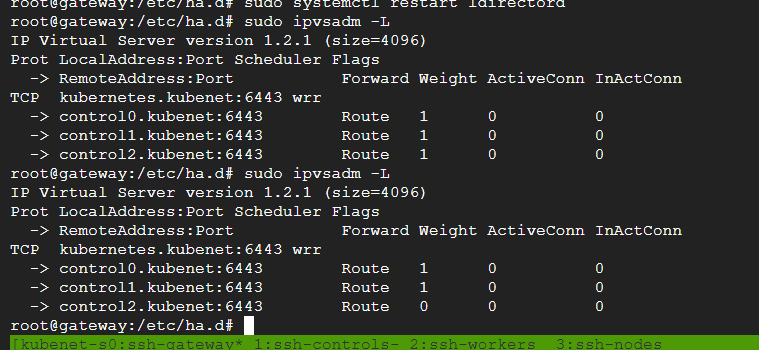 root@gateway:/etc/ha.d# sudo systemctl restart ldirectord
root@gateway:/etc/ha.d# sudo ipvsadm -L
IP Virtual Server version 1.2.1 (size=4096)
Prot LocalAddress:Port Scheduler Flags
  -> RemoteAddress:Port           Forward Weight ActiveConn InActConn
TCP  kubernetes.kubenet:6443 wrr
  -> control0.kubenet:6443        Route   1      0          0
  -> control1.kubenet:6443        Route   1      0          0
  -> control2.kubenet:6443        Route   1      0          0
root@gateway:/etc/ha.d# sudo ipvsadm -L
IP Virtual Server version 1.2.1 (size=4096)
Prot LocalAddress:Port Scheduler Flags
  -> RemoteAddress:Port           Forward Weight ActiveConn InActConn
TCP  kubernetes.kubenet:6443 wrr
  -> control0.kubenet:6443        Route   1      0          0
  -> control1.kubenet:6443        Route   1      0          0
  -> control2.kubenet:6443        Route   0      0          0
root@gateway:/etc/ha.d#
[kubenet-s0:ssh-gateway* 1:ssh-controls- 2:ssh-workers  3:ssh-nodes